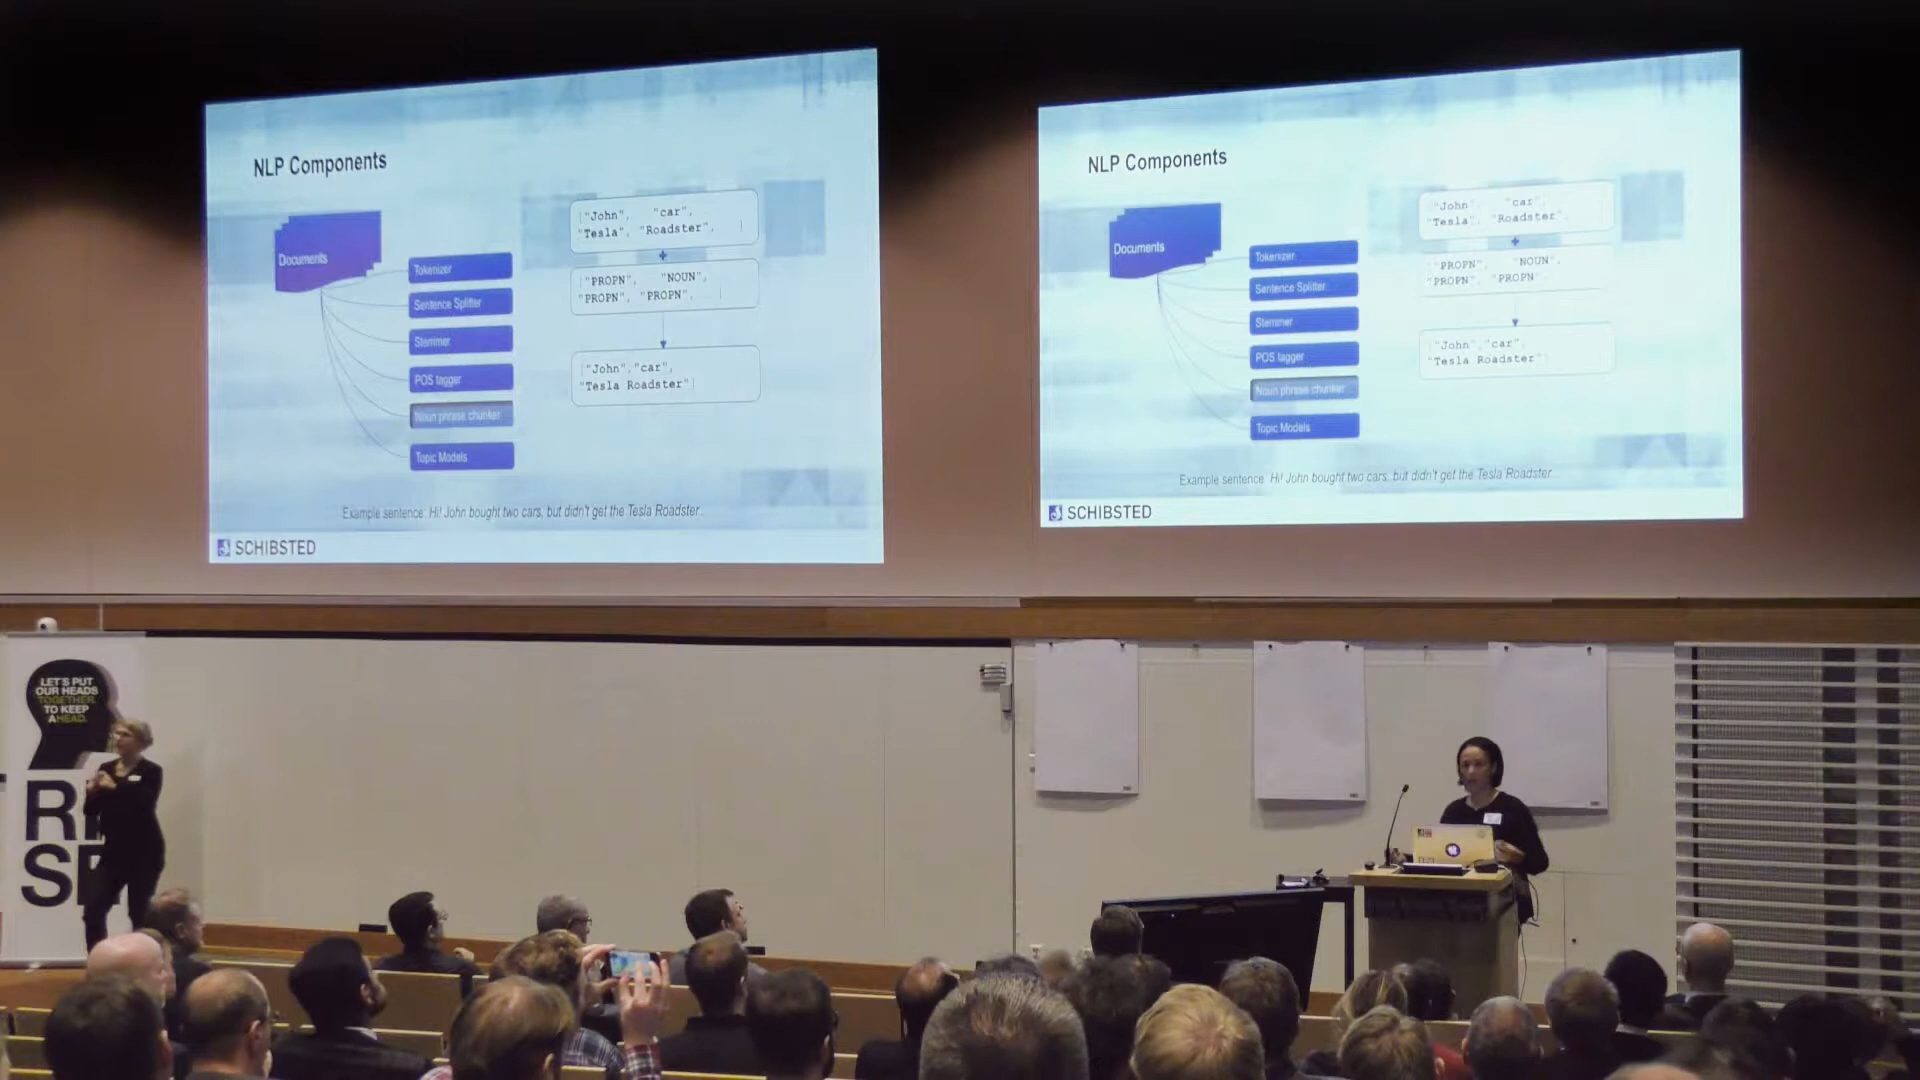 NLP Components
Documents
Tokenizer
Sentence Splitter
Stemmer
POS tagger
Noun phrase chunker
Topic Models
["John", "car",
"Tesla", "Roadster", ]
+
["PROPN", "NOUN",
"PROPN", "PROPN", ]
["John","car",
"Tesla Roadster"]
Example sentence: Hi! John bought two cars, but didn't get the Tesla Roadster.
SCHIBSTED
NLP Components
Documents
Tokenizer
Sentence Splitter
Stemmer
POS tagger
Noun phrase chunker
Topic Models
["John", "car",
"Tesla", "Roadster",
+
["PROPN", "NOUN",
"PROPN", "PROPN"
["John","car",
"Tesla Roadster"]
Example sentence: Hi! John bought two cars, but didn't get the Tesla Roadster.
SCHIBSTED
LET'S PUT
OUR HEADS
TOGETHER
TO KEEP
AHEAD.
RI
SE